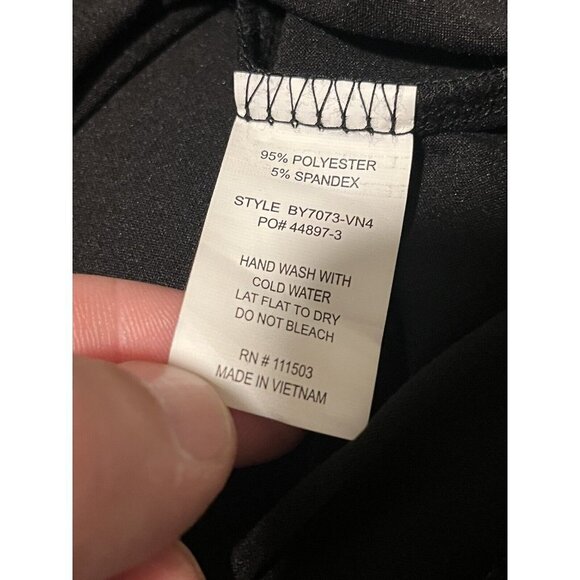 95% POLYESTER
5% SPANDEX
STYLE BY7073-VN4
PO# 44897-3
HAND WASH WITH
COLD WATER
LAT FLAT TO DRY
DO NOT BLEACH
RN # 111503
MADE IN VIETNAM